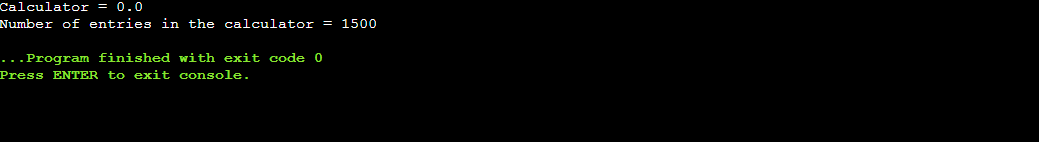 Calculator = 0.0
Number of entries in the calculator = 1500
...Program finished with exit code 0
Press ENTER to exit console.